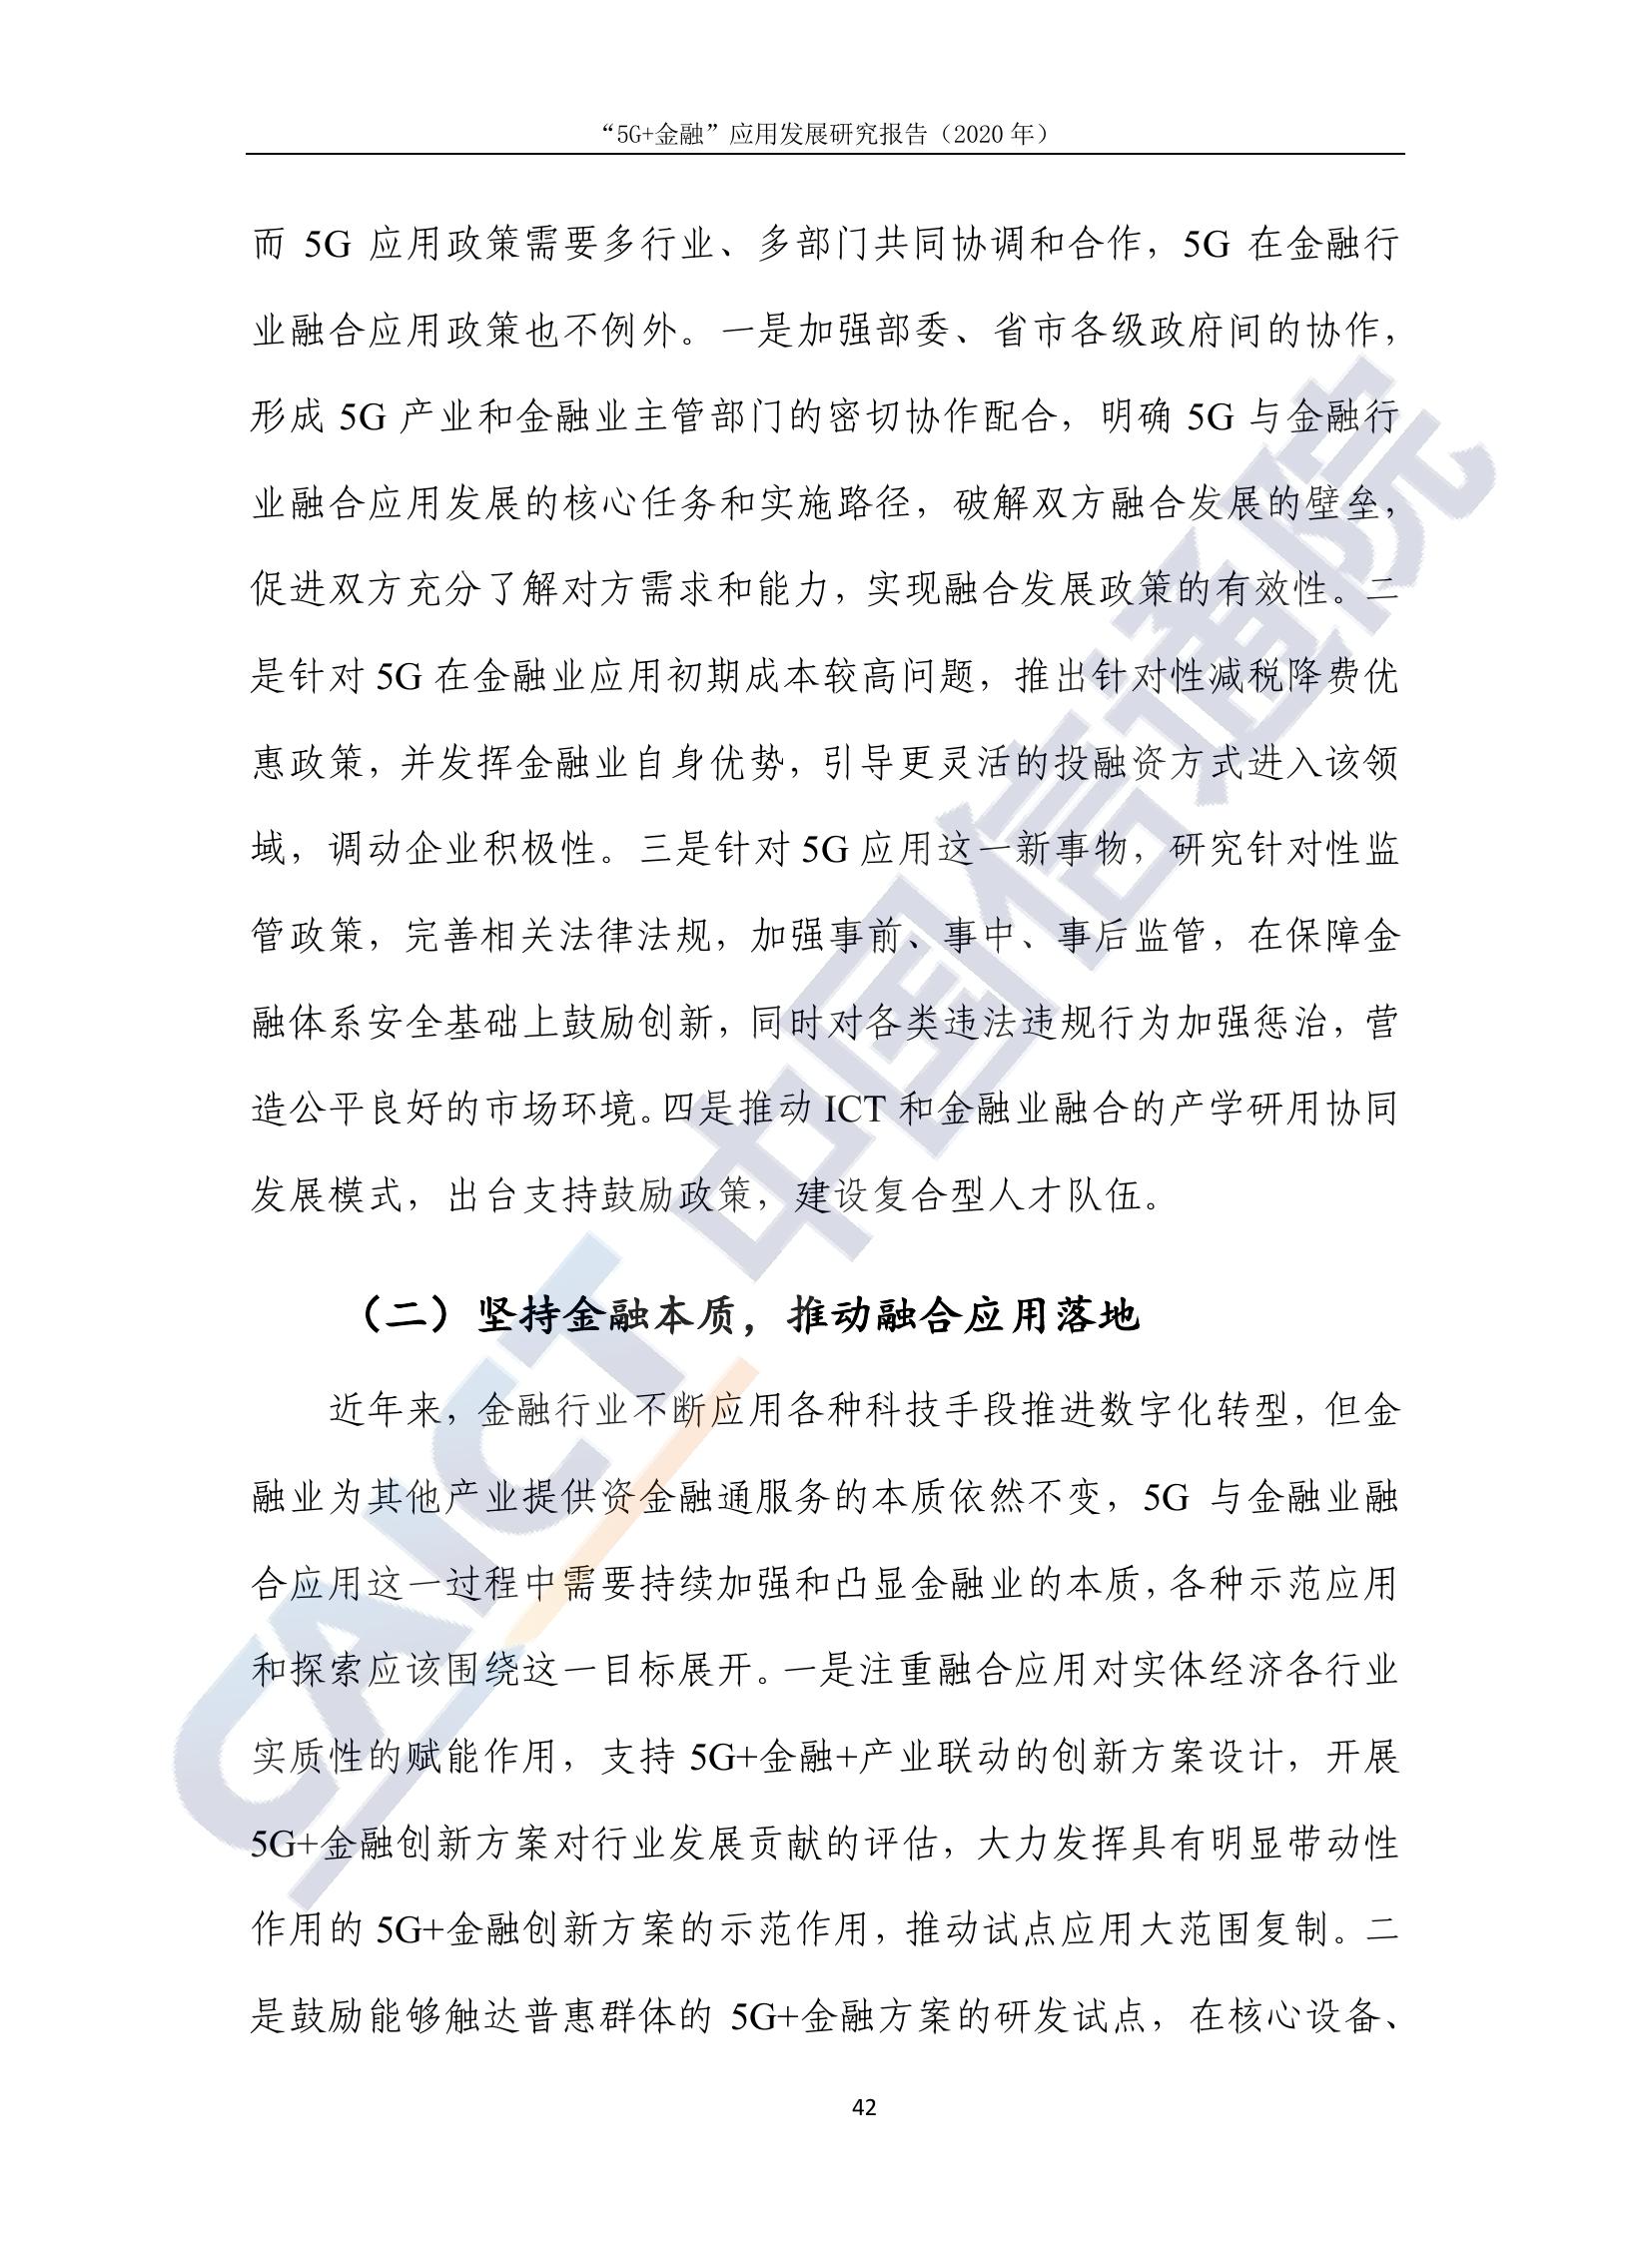 “5G+金融”应用发展研究报告（2020 年）
而 5G 应用政策需要多行业、多部门共同协调和合作，5G 在金融行
业融合应用政策也不例外。一是加强部委、省市各级政府间的协作，
形成 5G 产业和金融业主管部门的密切协作配合，明确 5G 与金融行
业融合应用发展的核心任务和实施路径，破解双方融合发展的壁垒，
促进双方充分了解对方需求和能力，实现融合发展政策的有效性。二
是针对 5G 在金融业应用初期成本较高问题，推出针对性减税降费优
惠政策，并发挥金融业自身优势，引导更灵活的投融资方式进入该领
域，调动企业积极性。三是针对 5G 应用这一新事物，研究针对性监
管政策，完善相关法律法规，加强事前、事中、事后监管，在保障金
融体系安全基础上鼓励创新，同时对各类违法违规行为加强惩治，营
造公平良好的市场环境。四是推动 ICT 和金融业融合的产学研用协同
发展模式，出台支持鼓励政策，建设复合型人才队伍。
（二）坚持金融本质，推动融合应用落地
近年来，金融行业不断应用各种科技手段推进数字化转型，但金
融业为其他产业提供资金融通服务的本质依然不变，5G 与金融业融
合应用这一过程中需要持续加强和凸显金融业的本质，各种示范应用
和探索应该围绕这一目标展开。一是注重融合应用对实体经济各行业
实质性的赋能作用，支持 5G+金融+产业联动的创新方案设计，开展
5G+金融创新方案对行业发展贡献的评估，大力发挥具有明显带动性
作用的 5G+金融创新方案的示范作用，推动试点应用大范围复制。二
是鼓励能够触达普惠群体的 5G+金融方案的研发试点，在核心设备、
42
CAICT 中国信通院